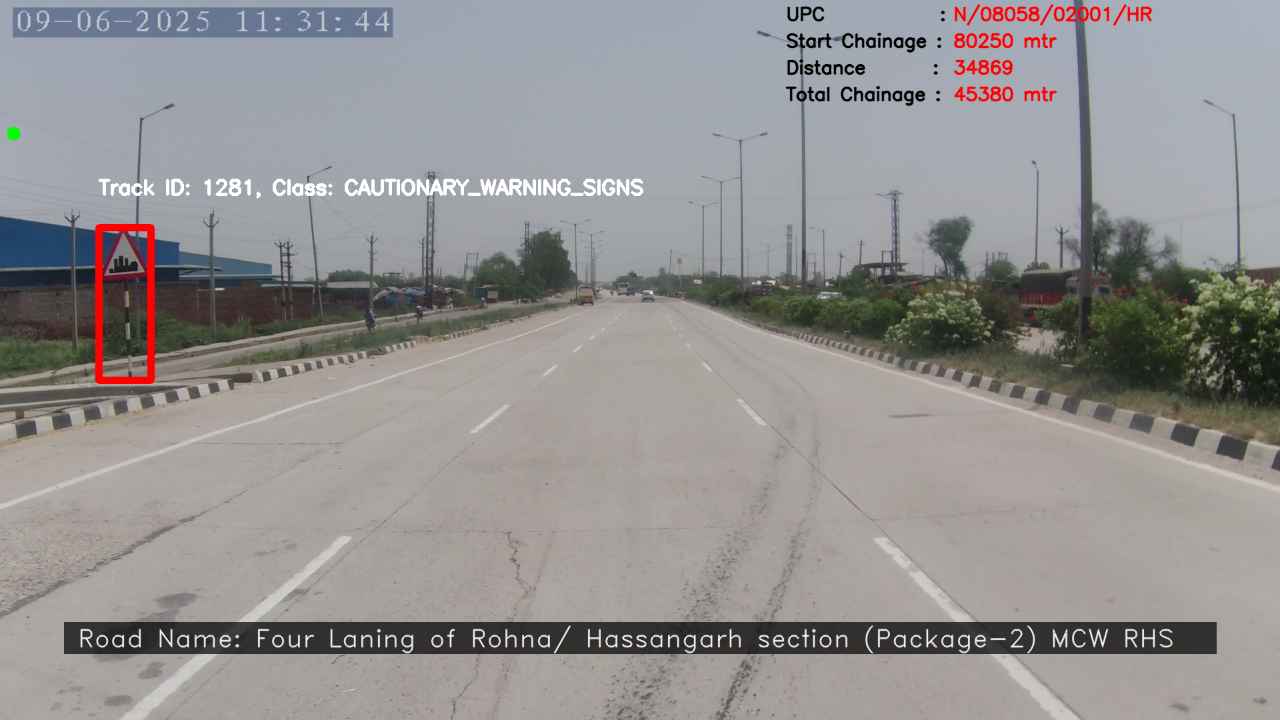 09-06-2025 11:31:44
UPC : N/08058/02001/HR
Start Chainage : 80250 mtr
Distance : 34869
Total Chainage : 45380 mtr
Track ID: 1281, Class: CAUTIONARY_WARNING_SIGNS
Road Name: Four Laning of Rohna/ Hassangarh section (Package-2) MCW RHS